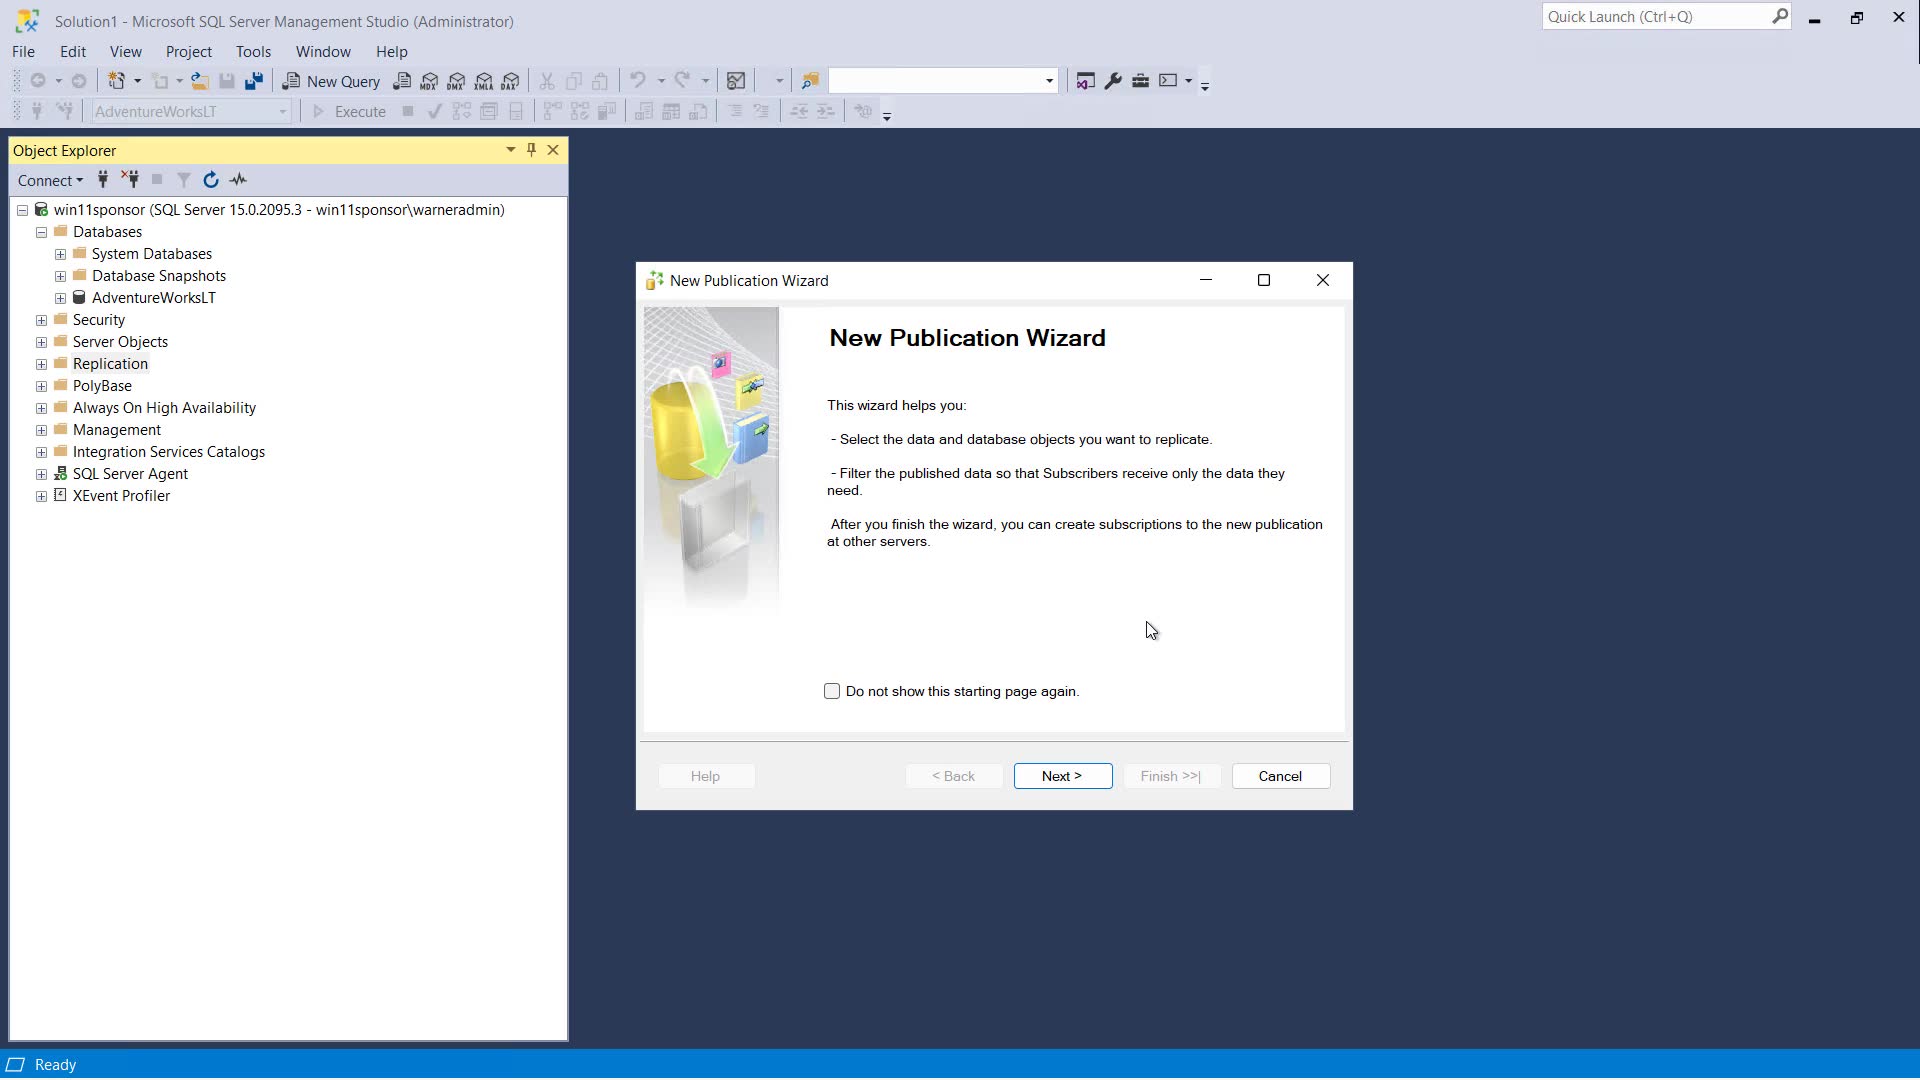 Solution1 - Microsoft SQL Server Management Studio (Administrator)
Quick Launch (Ctrl+Q)
File Edit View Project Tools Window Help
New Query MDX DMX XMLA DAX
AdventureWorksLT Execute
Object Explorer
Connect
win11sponsor (SQL Server 15.0.2095.3 - win11sponsor\warneradmin)
Databases
System Databases
Database Snapshots
AdventureWorksLT
Security
Server Objects
Replication
PolyBase
Always On High Availability
Management
Integration Services Catalogs
SQL Server Agent
XEvent Profiler
New Publication Wizard
New Publication Wizard
This wizard helps you:
- Select the data and database objects you want to replicate.
- Filter the published data so that Subscribers receive only the data they
need.
After you finish the wizard, you can create subscriptions to the new publication
at other servers.
Do not show this starting page again.
Help < Back Next > Finish >>| Cancel
Ready